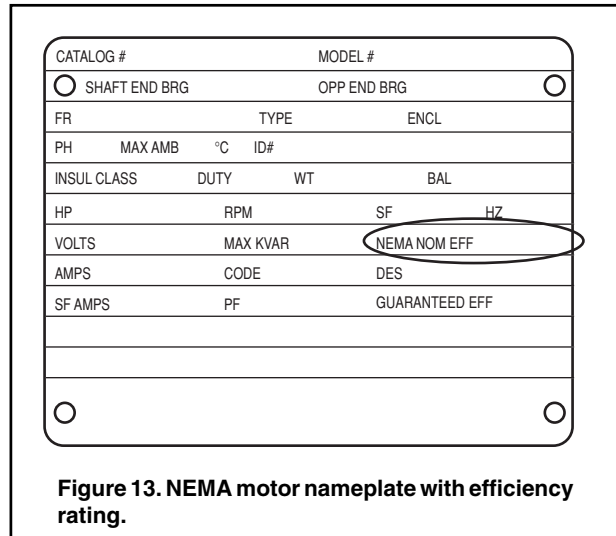 CATALOG # MODEL #
SHAFT END BRG OPP END BRG
FR TYPE ENCL
PH MAX AMB °C ID#
INSUL CLASS DUTY WT BAL
HP RPM SF HZ
VOLTS MAX KVAR NEMA NOM EFF
AMPS CODE DES
SF AMPS PF GUARANTEED EFF
Figure 13. NEMA motor nameplate with efficiency
rating.